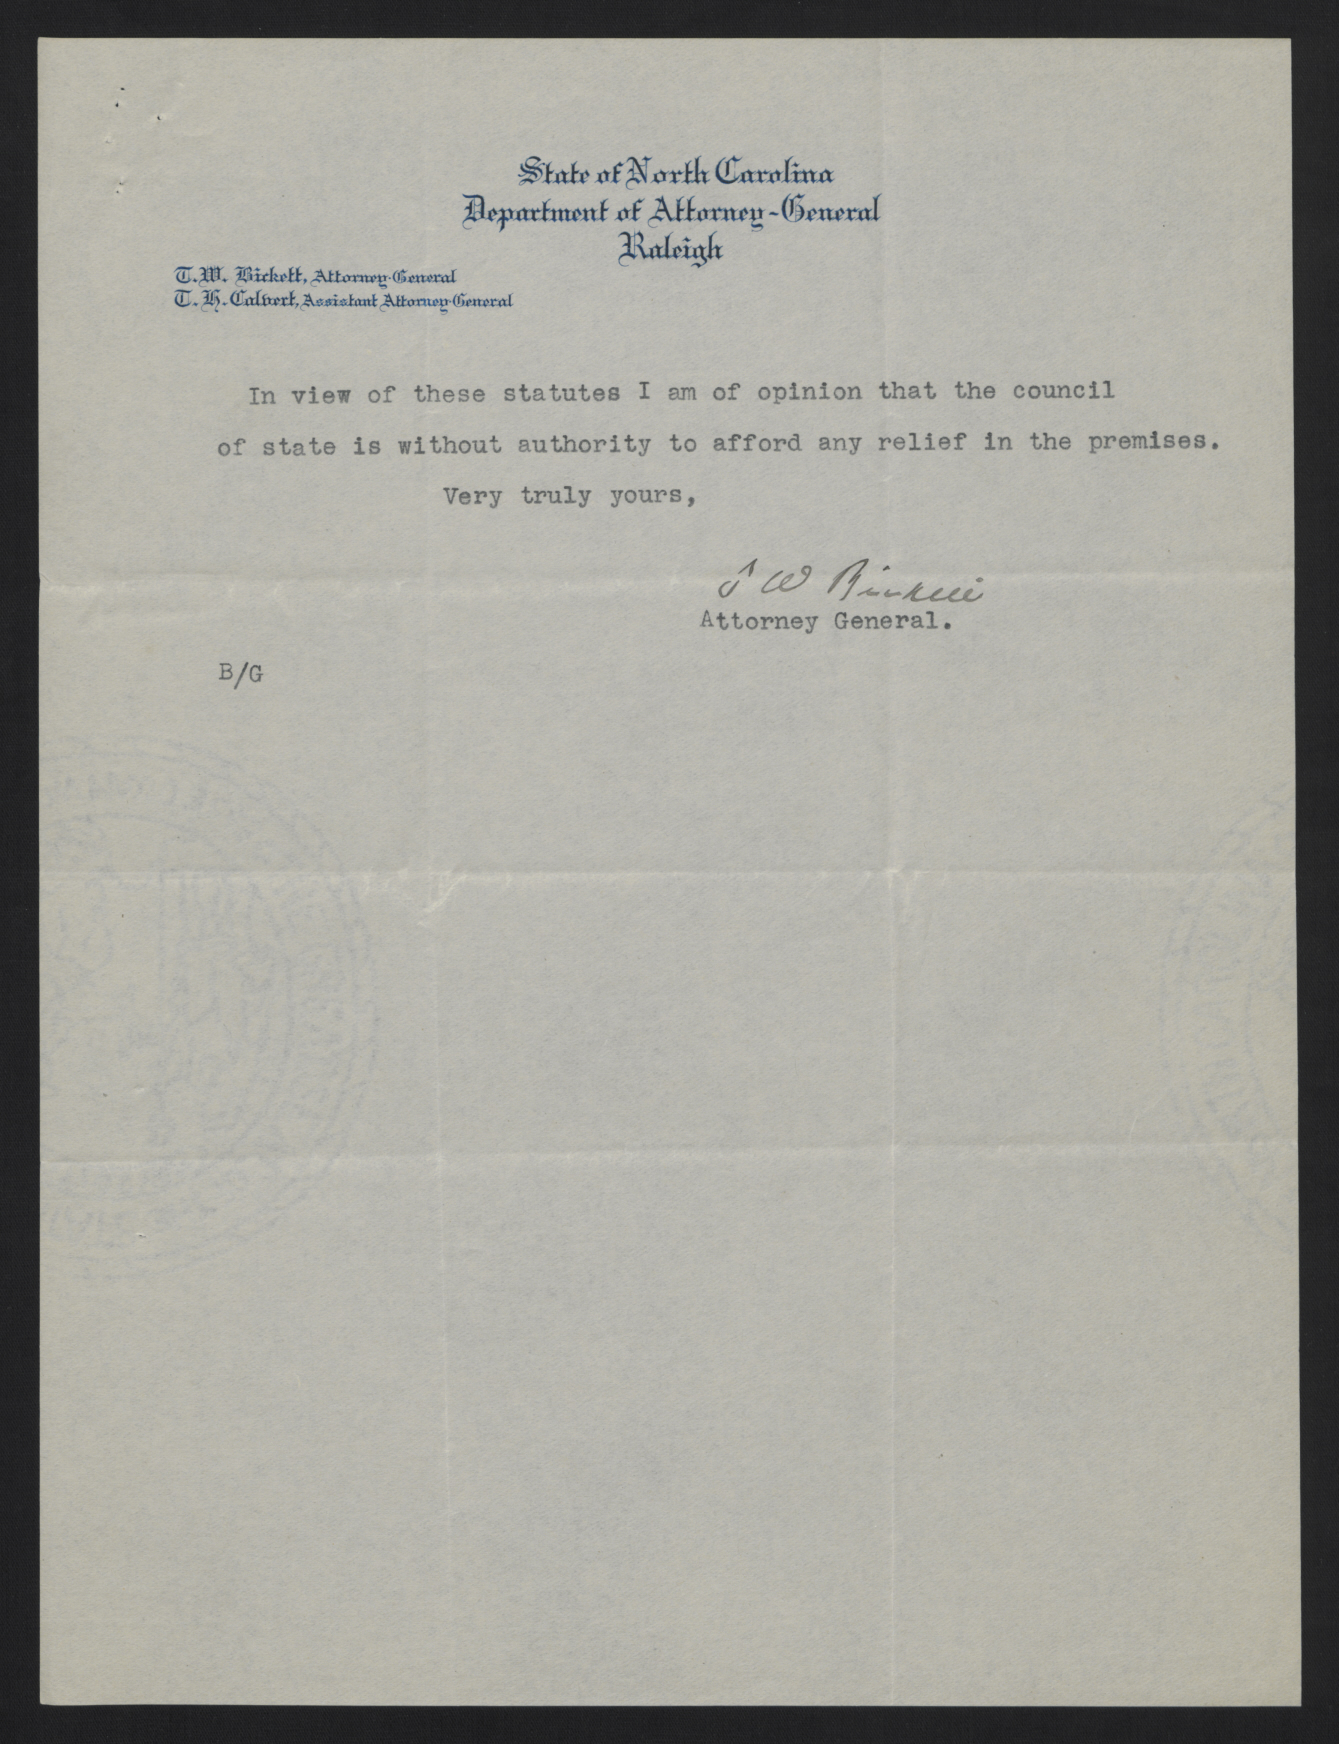 State of North Carolina
Department of Attorney-General
Raleigh
T. W. Bickett, Attorney-General
T. H. Calvert, Assistant Attorney-General
In view of these statutes I am of opinion that the council
of state is without authority to afford any relief in the premises.
Very truly yours,
T W Bickett
Attorney General.
B/G